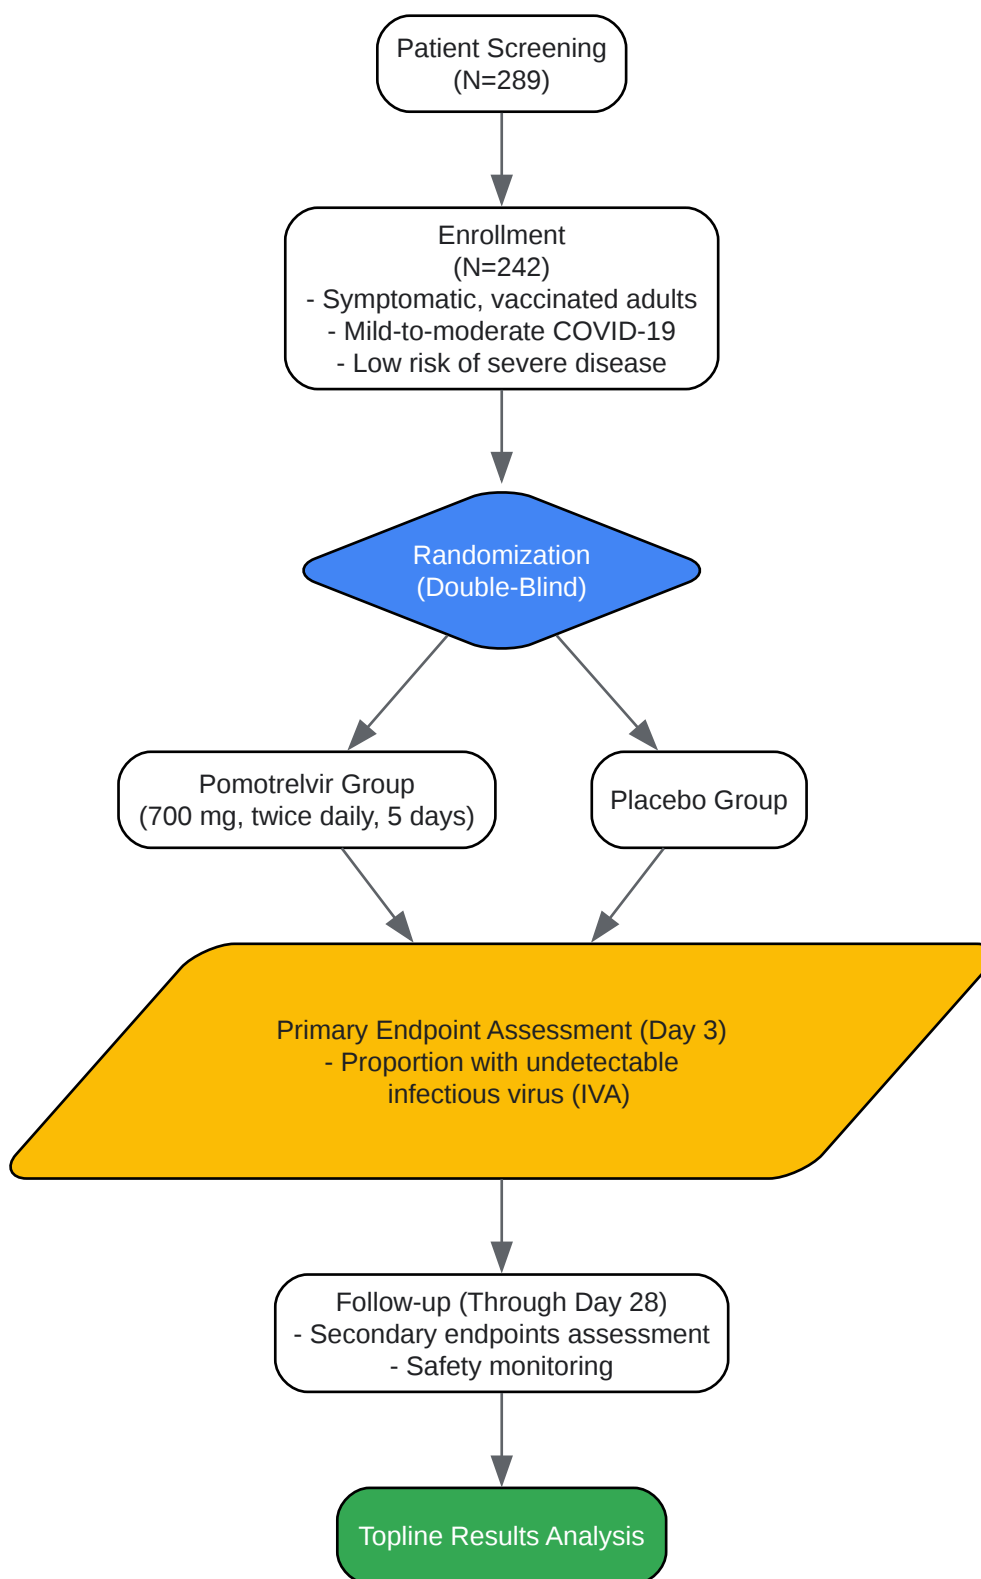 Patient Screening
(N=289)
Enrollment
(N=242)
- Symptomatic, vaccinated adults
- Mild-to-moderate COVID-19
- Low risk of severe disease
Randomization
(Double-Blind)
Pomotrelvir Group
(700 mg, twice daily, 5 days)
Placebo Group
Primary Endpoint Assessment (Day 3)
- Proportion with undetectable
infectious virus (IVA)
Follow-up (Through Day 28)
- Secondary endpoints assessment
- Safety monitoring
Topline Results Analysis